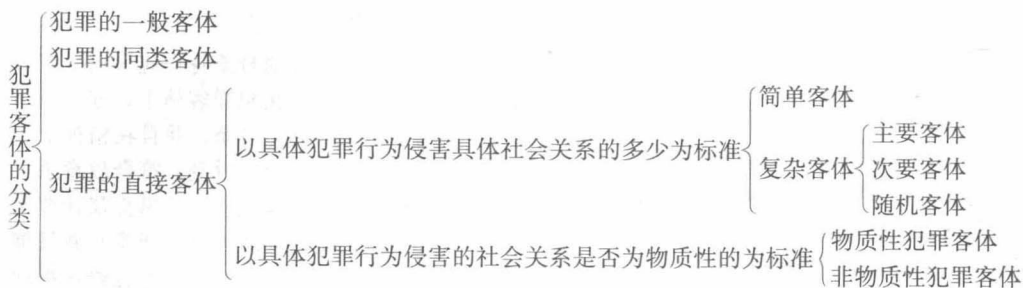 犯罪客体的分类
犯罪的一般客体
犯罪的同类客体
犯罪的直接客体
以具体犯罪行为侵害具体社会关系的多少为标准
简单客体
复杂客体
主要客体
次要客体
随机客体
以具体犯罪行为侵害的社会关系是否为物质性的为标准
物质性犯罪客体
非物质性犯罪客体